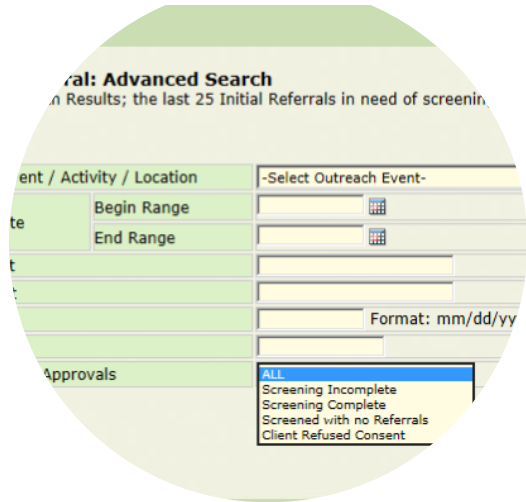 ral: Advanced Search
n Results; the last 25 Initial Referrals in need of screenin
ent / Activity / Location -Select Outreach Event-
te
Begin Range
End Range
t
t
Format: mm/dd/yy
Approvals ALL
Screening Incomplete
Screening Complete
Screened with no Referrals
Client Refused Consent